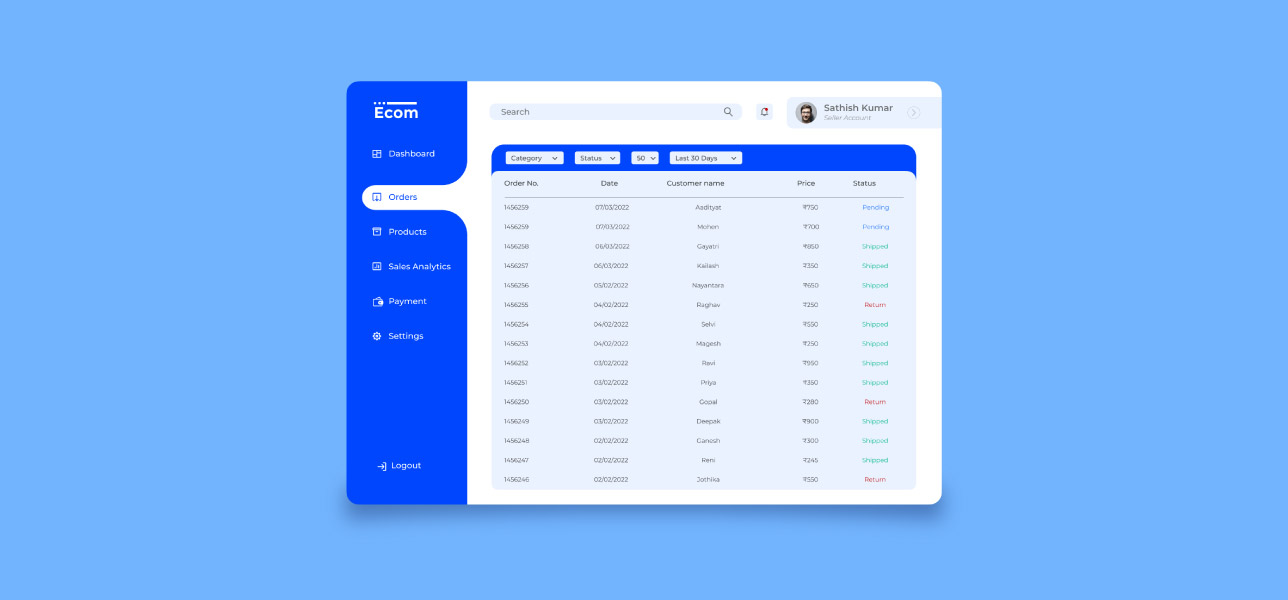 Ecom
Search
Sathish Kumar
Seller Account
Dashboard
Orders
Products
Sales Analytics
Payment
Settings
Logout
Category Status 50 Last 30 Days
Order No. Date Customer name Price Status
1456259 07/03/2022 Aadityat ₹750 Pending
1456259 07/03/2022 Mohen ₹700 Pending
1456258 06/03/2022 Gayatri ₹850 Shipped
1456257 06/03/2022 Kailash ₹350 Shipped
1456256 05/02/2022 Nayantara ₹650 Shipped
1456255 04/02/2022 Raghav ₹250 Return
1456254 04/02/2022 Selvi ₹550 Shipped
1456253 04/02/2022 Magesh ₹250 Shipped
1456252 03/02/2022 Ravi ₹950 Shipped
1456251 03/02/2022 Priya ₹350 Shipped
1456250 03/02/2022 Gopal ₹280 Return
1456249 03/02/2022 Deepak ₹900 Shipped
1456248 02/02/2022 Ganesh ₹300 Shipped
1456247 02/02/2022 Reni ₹245 Shipped
1456246 02/02/2022 Jothika ₹550 Return